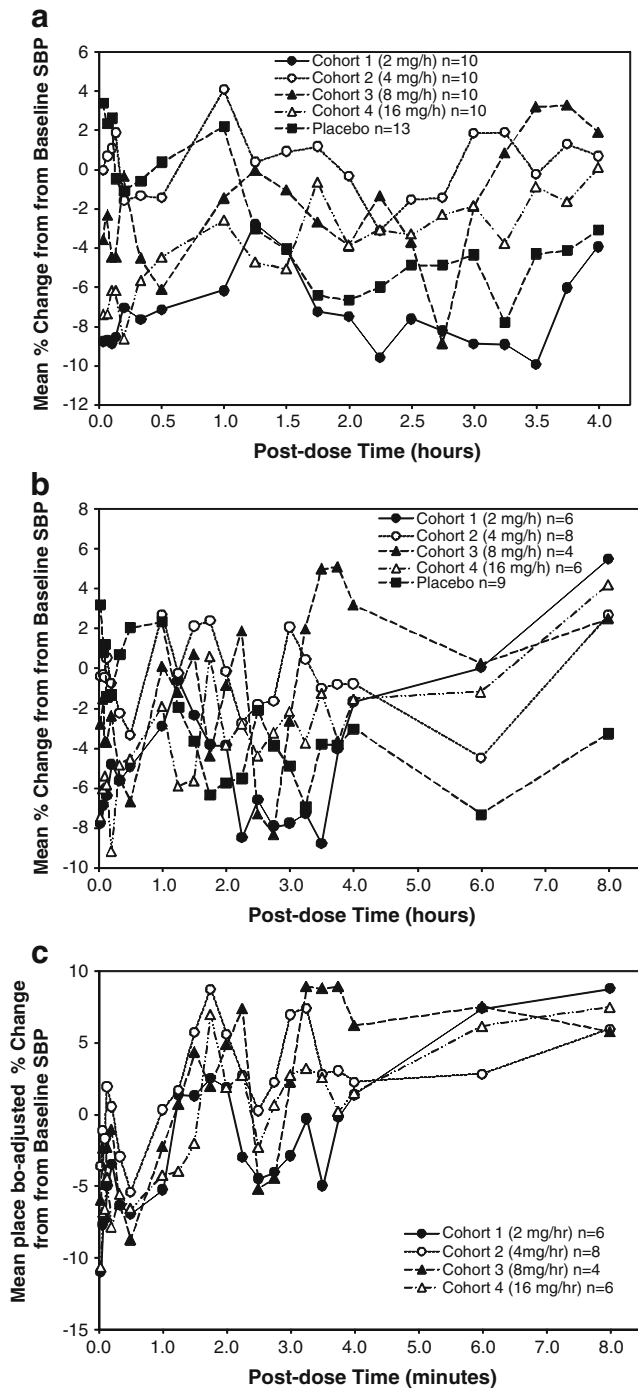 a
6
4
2
0
-2
-4
-6
-8
-10
-12
Mean % Change from from Baseline SBP
Cohort 1 (2 mg/h) n=10
Cohort 2 (4 mg/h) n=10
Cohort 3 (8 mg/h) n=10
Cohort 4 (16 mg/h) n=10
Placebo n=13
0.0 0.5 1.0 1.5 2.0 2.5 3.0 3.5 4.0
Post-dose Time (hours)
b
8
6
4
2
0
-2
-4
-6
-8
-10
Mean % Change from from Baseline SBP
Cohort 1 (2 mg/h) n=6
Cohort 2 (4 mg/h) n=8
Cohort 3 (8 mg/h) n=4
Cohort 4 (16 mg/h) n=6
Placebo n=9
0.0 1.0 2.0 3.0 4.0 5.0 6.0 7.0 8.0
Post-dose Time (hours)
c
10
5
0
-5
-10
-15
Mean place bo-adjusted % Change
from from Baseline SBP
Cohort 1 (2 mg/hr) n=6
Cohort 2 (4mg/hr) n=8
Cohort 3 (8mg/hr) n=4
Cohort 4 (16 mg/hr) n=6
0.0 1.0 2.0 3.0 4.0 5.0 6.0 7.0 8.0
Post-dose Time (minutes)